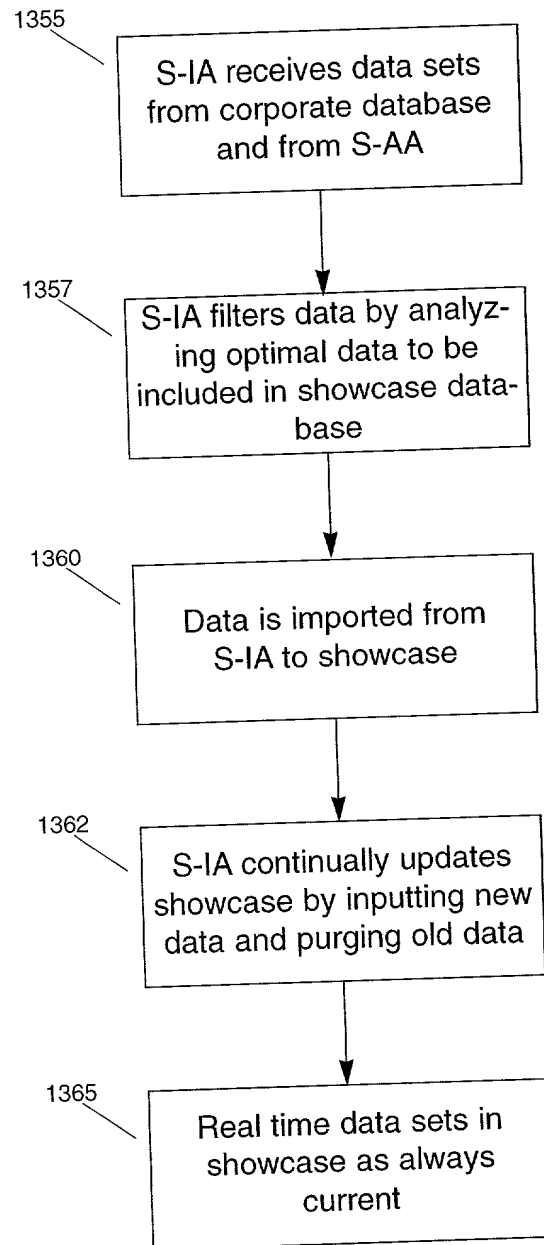 1355
S-IA receives data sets
from corporate database
and from S-AA
1357
S-IA filters data by analyz-
ing optimal data to be
included in showcase data-
base
1360
Data is imported from
S-IA to showcase
1362
S-IA continually updates
showcase by inputting new
data and purging old data
1365
Real time data sets in
showcase as always
current